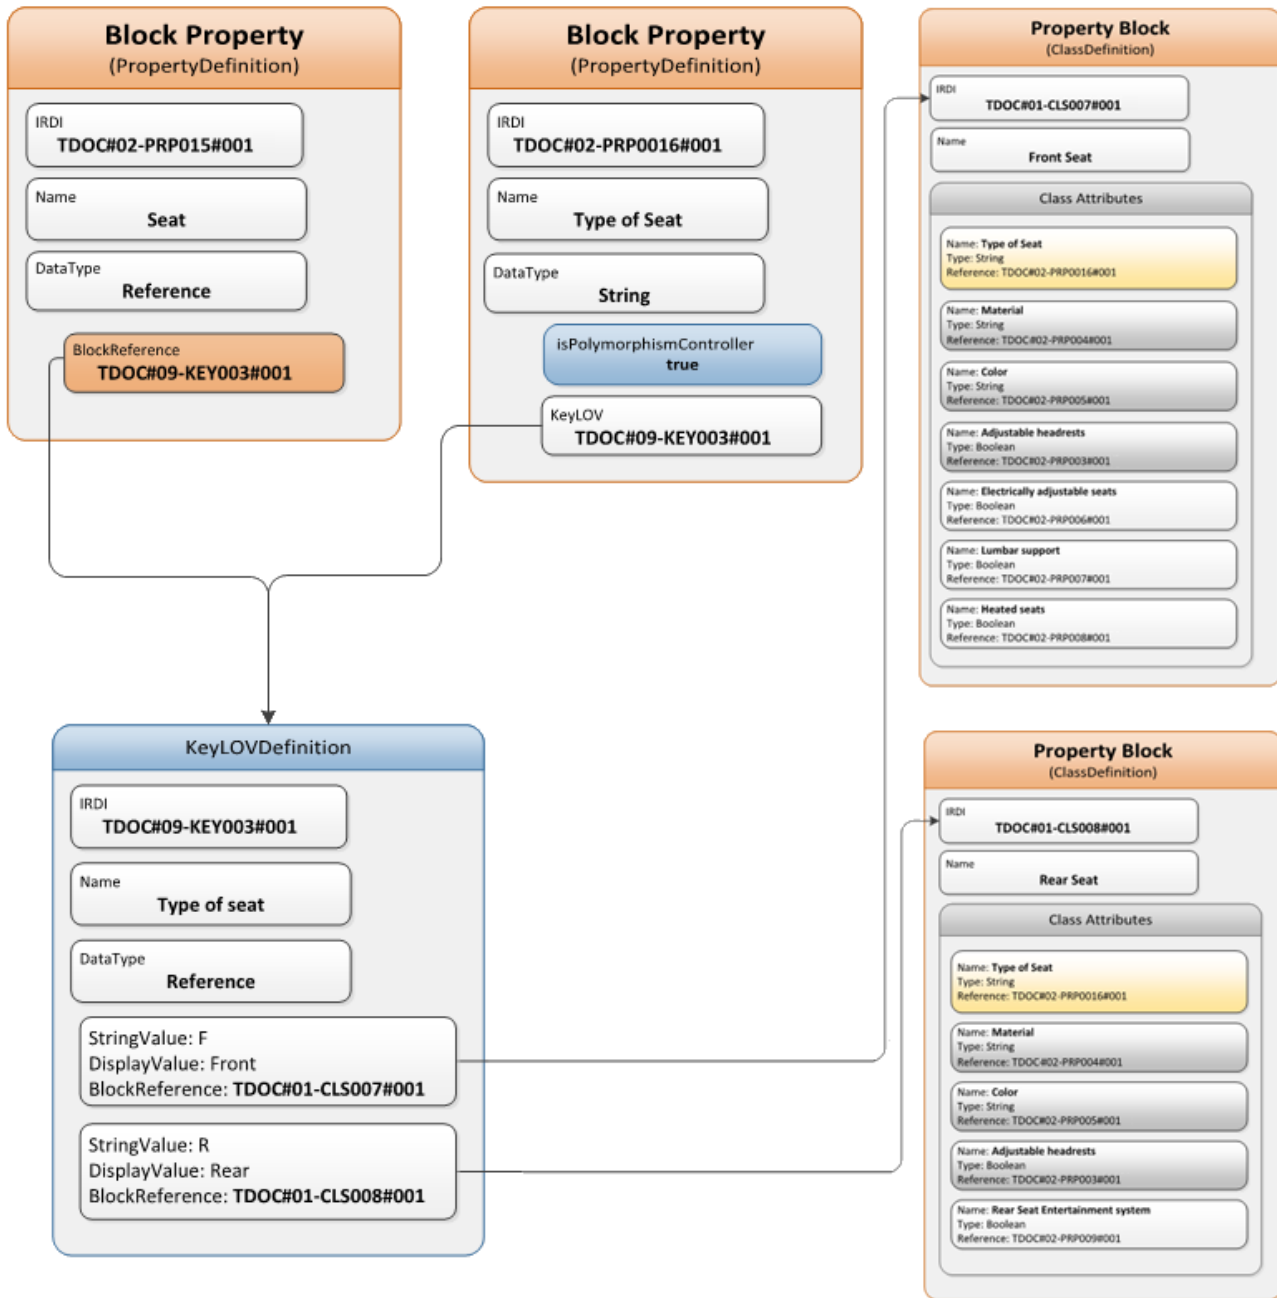 Block Property
(PropertyDefinition)
IRDI
TDOC#02-PRP015#001
Name
Seat
DataType
Reference
BlockReference
TDOC#09-KEY003#001
Block Property
(PropertyDefinition)
IRDI
TDOC#02-PRP0016#001
Name
Type of Seat
DataType
String
isPolymorphismController
true
KeyLOV
TDOC#09-KEY003#001
KeyLOVDefinition
IRDI
TDOC#09-KEY003#001
Name
Type of seat
DataType
Reference
StringValue: F
DisplayValue: Front
BlockReference: TDOC#01-CLS007#001
StringValue: R
DisplayValue: Rear
BlockReference: TDOC#01-CLS008#001
Property Block
(ClassDefinition)
IRDI
TDOC#01-CLS007#001
Name
Front Seat
Class Attributes
Name: Type of Seat
Type: String
Reference: TDOC#02-PRP0016#001
Name: Material
Type: String
Reference: TDOC#02-PRP004#001
Name: Color
Type: String
Reference: TDOC#02-PRP005#001
Name: Adjustable headrests
Type: Boolean
Reference: TDOC#02-PRP003#001
Name: Electrically adjustable seats
Type: Boolean
Reference: TDOC#02-PRP006#001
Name: Lumbar support
Type: Boolean
Reference: TDOC#02-PRP007#001
Name: Heated seats
Type: Boolean
Reference: TDOC#02-PRP008#001
Property Block
(ClassDefinition)
IRDI
TDOC#01-CLS008#001
Name
Rear Seat
Class Attributes
Name: Type of Seat
Type: String
Reference: TDOC#02-PRP0016#001
Name: Material
Type: String
Reference: TDOC#02-PRP004#001
Name: Color
Type: String
Reference: TDOC#02-PRP005#001
Name: Adjustable headrests
Type: Boolean
Reference: TDOC#02-PRP003#001
Name: Rear Seat Entertainment system
Type: Boolean
Reference: TDOC#02-PRP009#001